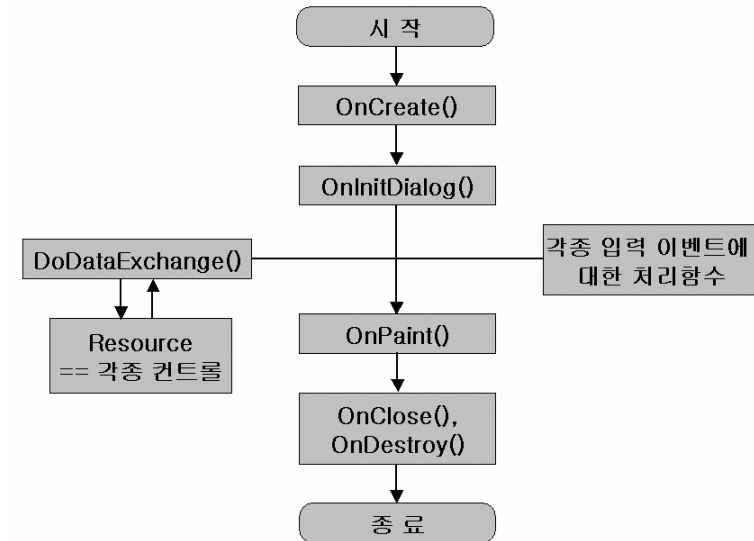 시 작
OnCreate()
OnInitDialog()
DoDataExchange()
각종 입력 이벤트에
대한 처리함수
Resource
== 각종 컨트롤
OnPaint()
OnClose(),
OnDestroy()
종 료